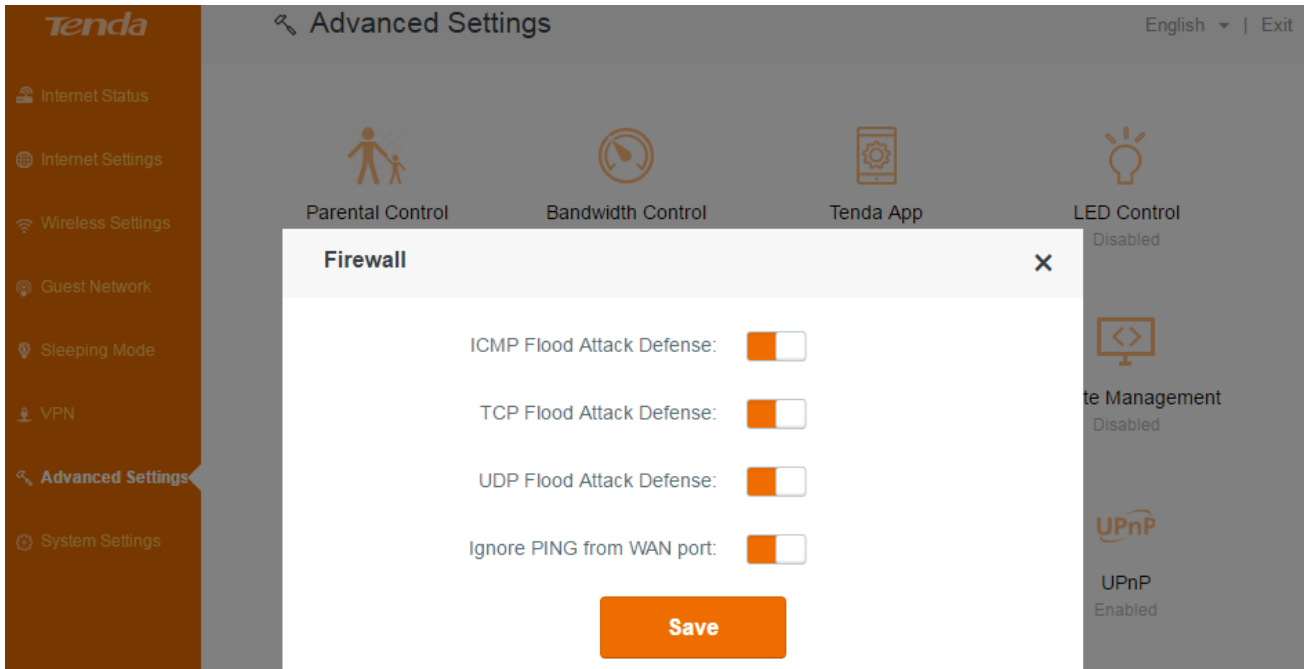 Tenda
Advanced Settings
English | Exit
Internet Status
Internet Settings
Wireless Settings
Guest Network
Sleeping Mode
VPN
Advanced Settings
System Settings
Parental Control
Bandwidth Control
Tenda App
LED Control
Disabled
Firewall
ICMP Flood Attack Defense:
TCP Flood Attack Defense:
UDP Flood Attack Defense:
Ignore PING from WAN port:
Save
te Management
Disabled
UPnP
UPnP
Enabled